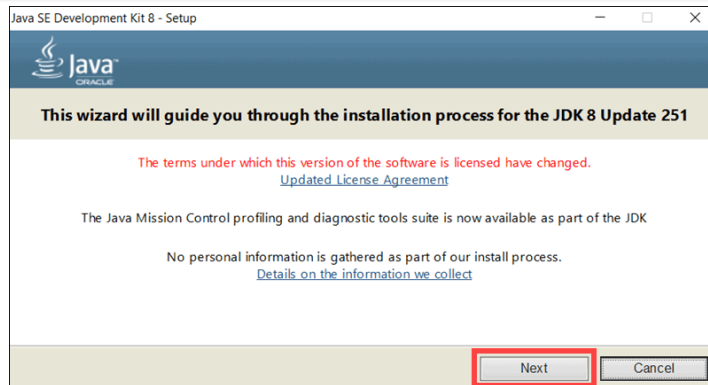 Java SE Development Kit 8 - Setup
Java
ORACLE
This wizard will guide you through the installation process for the JDK 8 Update 251
The terms under which this version of the software is licensed have changed.
Updated License Agreement
The Java Mission Control profiling and diagnostic tools suite is now available as part of the JDK
No personal information is gathered as part of our install process.
Details on the information we collect
Next Cancel